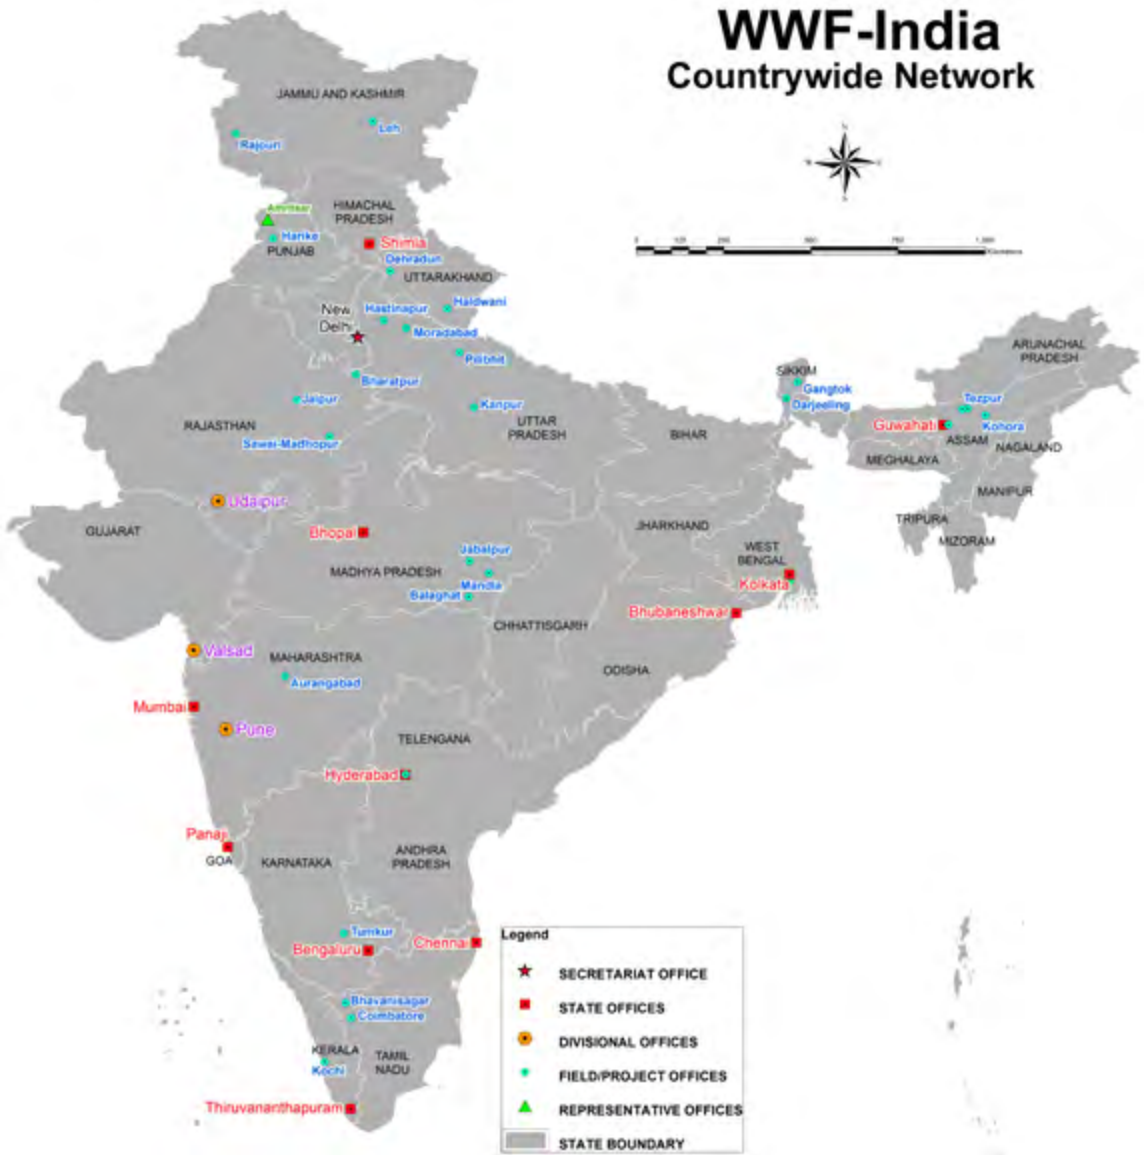 WWF-India
Countrywide Network
JAMMU AND KASHMIR
Leh
Rajouri
N
Amritsar
HIMACHAL
PRADESH
Harike
PUNJAB
Shimla
Dehradun
UTTARAKHAND
New
Delhi
Hastinapur
Haldwani
Moradabad
Pilibhit
ARUNACHAL
PRADESH
SIKKIM
Gangtok
Darjeeling
Tezpur
Kohora
Guwahati
ASSAM
NAGALAND
MEGHALAYA
MANIPUR
TRIPURA
MIZORAM
Bharatpur
Jaipur
Kanpur
RAJASTHAN
UTTAR
PRADESH
BIHAR
Sawai-Madhopur
Udaipur
GUJARAT
Bhopal
JHARKHAND
WEST
BENGAL
Kolkata
Jabalpur
MADHYA PRADESH
Mandla
Balaghat
Bhubaneshwar
CHHATTISGARH
ODISHA
Valsad
MAHARASHTRA
Aurangabad
Mumbai
Pune
TELENGANA
Hyderabad
Panaji
GOA
KARNATAKA
ANDHRA
PRADESH
Tumkur
Bengaluru
Chennai
Bhavanisagar
Coimbatore
KERALA
Kochi
TAMIL
NADU
Thiruvananthapuram
Legend
SECRETARIAT OFFICE
STATE OFFICES
DIVISIONAL OFFICES
FIELD/PROJECT OFFICES
REPRESENTATIVE OFFICES
STATE BOUNDARY